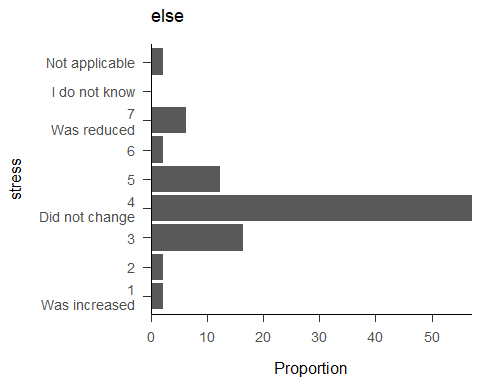 else
Not applicable
I do not know
7
Was reduced
6
5
4
Did not change
3
2
1
Was increased
stress
0 10 20 30 40 50
Proportion